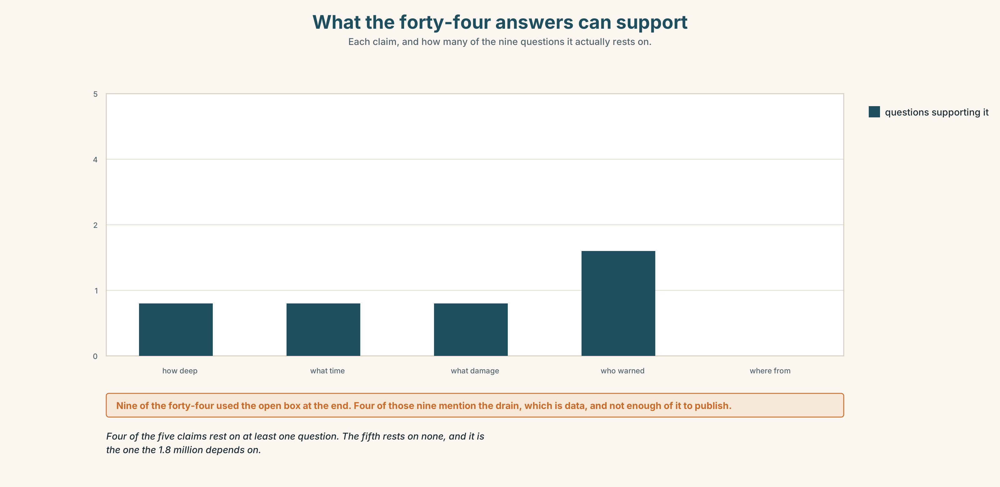 What the forty-four answers can support
Each claim, and how many of the nine questions it actually rests on.
5
4
2
1
0
questions supporting it
how deep
what time
what damage
who warned
where from
Nine of the forty-four used the open box at the end. Four of those nine mention the drain, which is data, and not enough of it to publish.
Four of the five claims rest on at least one question. The fifth rests on none, and it is
the one the 1.8 million depends on.